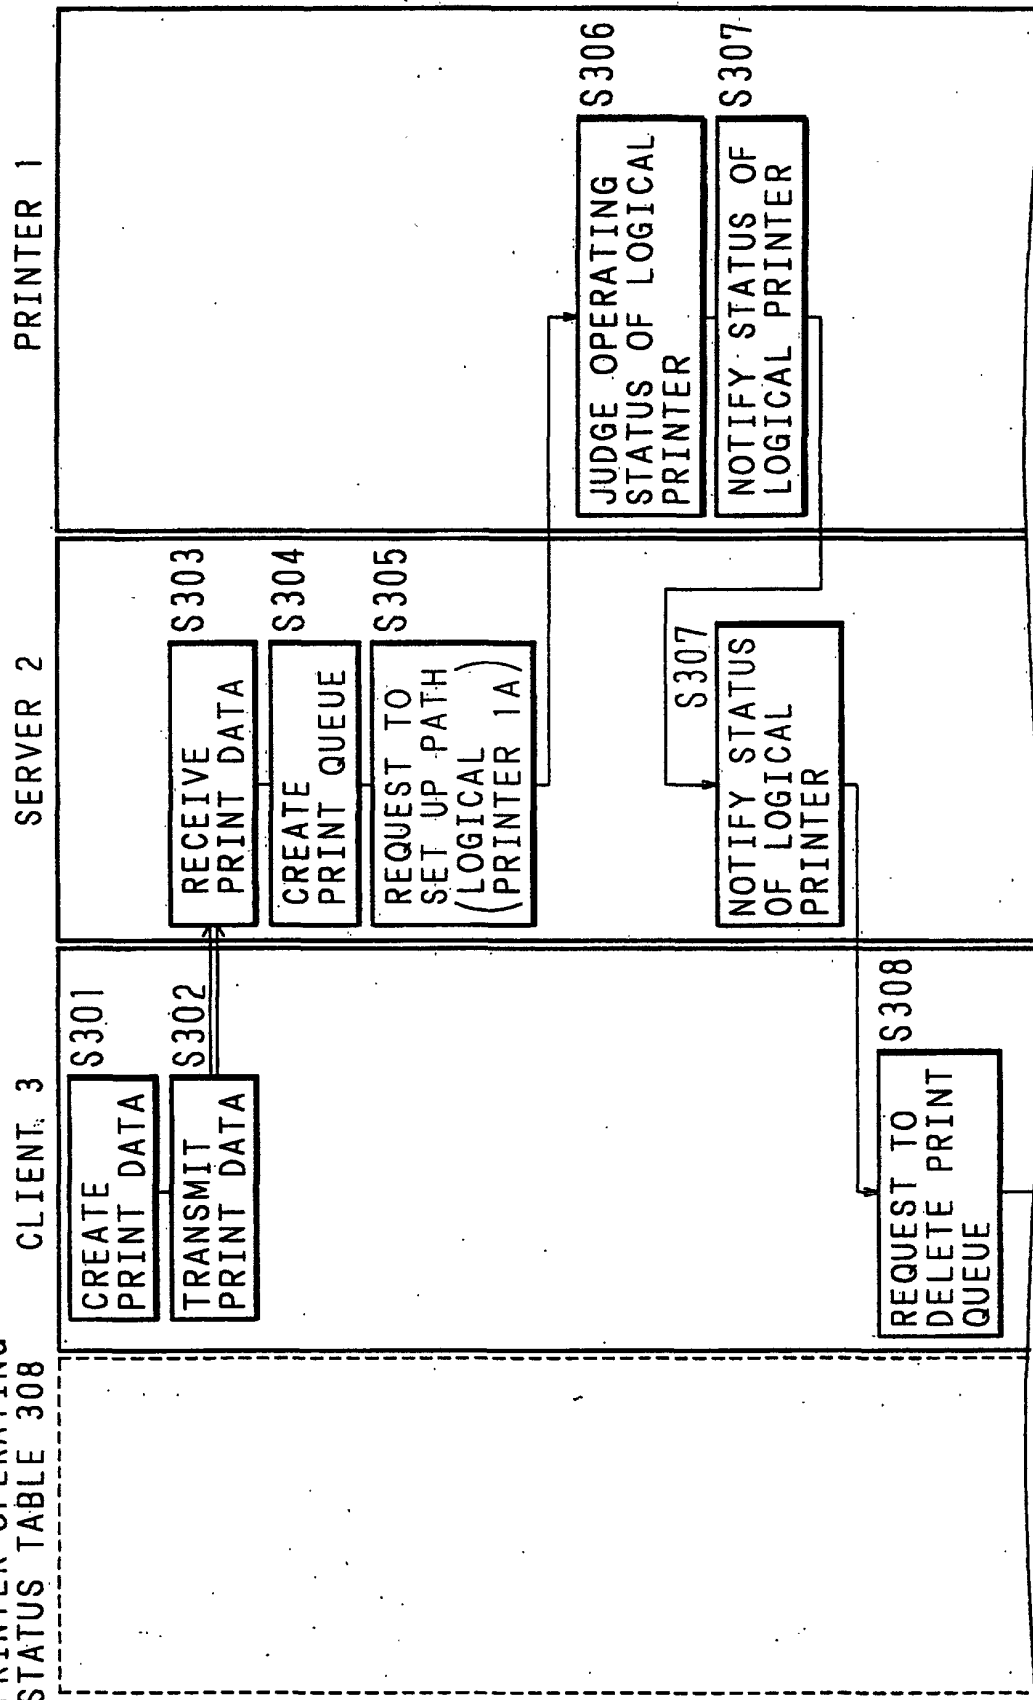 PRINTER OPERATING
STATUS TABLE 308
CLIENT 3
SERVER 2
PRINTER 1
S301
CREATE
PRINT DATA
S302
TRANSMIT
PRINT DATA
S303
RECEIVE
PRINT DATA
S304
CREATE
PRINT QUEUE
S305
REQUEST TO
SET UP PATH
(LOGICAL
PRINTER 1A)
S306
JUDGE OPERATING
STATUS OF LOGICAL
PRINTER
S307
NOTIFY STATUS OF
LOGICAL PRINTER
S307
NOTIFY STATUS
OF LOGICAL
PRINTER
S308
REQUEST TO
DELETE PRINT
QUEUE